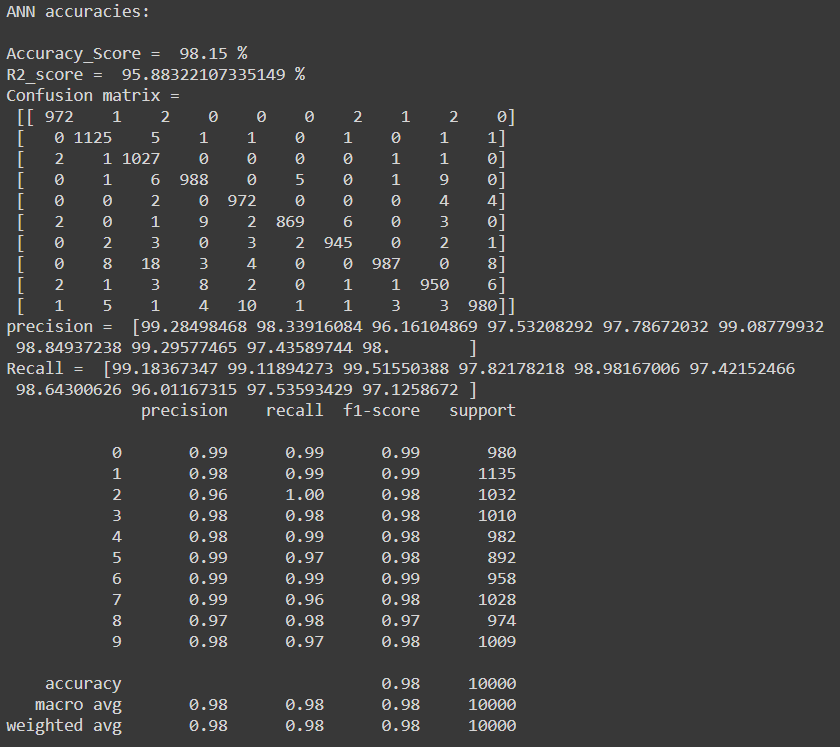 ANN accuracies:
Accuracy_Score =  98.15 %
R2_score =  95.88322107335149 %
Confusion matrix =
[[ 972    1    2    0    0    0    2    1    2    0]
[   0 1125    5    1    1    0    1    0    1    1]
[   2    1 1027    0    0    0    0    1    1    0]
[   0    1    6  988    0    5    0    1    9    0]
[   0    0    2    0  972    0    0    0    4    4]
[   2    0    1    9    2  869    6    0    3    0]
[   0    2    3    0    3    2  945    0    2    1]
[   0    8   18    3    4    0    0  987    0    8]
[   2    1    3    8    2    0    1    1  950    6]
[   1    5    1    4   10    1    1    3    3  980]]
precision =  [99.28498468 98.33916084 96.16104869 97.53208292 97.78672032 99.08779932
98.84937238 99.29577465 97.43589744 98.        ]
Recall =  [99.18367347 99.11894273 99.51550388 97.82178218 98.98167006 97.42152466
98.64300626 96.01167315 97.53593429 97.1258672 ]
precision    recall  f1-score   support
0       0.99      0.99      0.99       980
1       0.98      0.99      0.99      1135
2       0.96      1.00      0.98      1032
3       0.98      0.98      0.98      1010
4       0.98      0.99      0.98       982
5       0.99      0.97      0.98       892
6       0.99      0.99      0.99       958
7       0.99      0.96      0.98      1028
8       0.97      0.98      0.97       974
9       0.98      0.97      0.98      1009
accuracy                           0.98     10000
macro avg       0.98      0.98      0.98     10000
weighted avg       0.98      0.98      0.98     10000